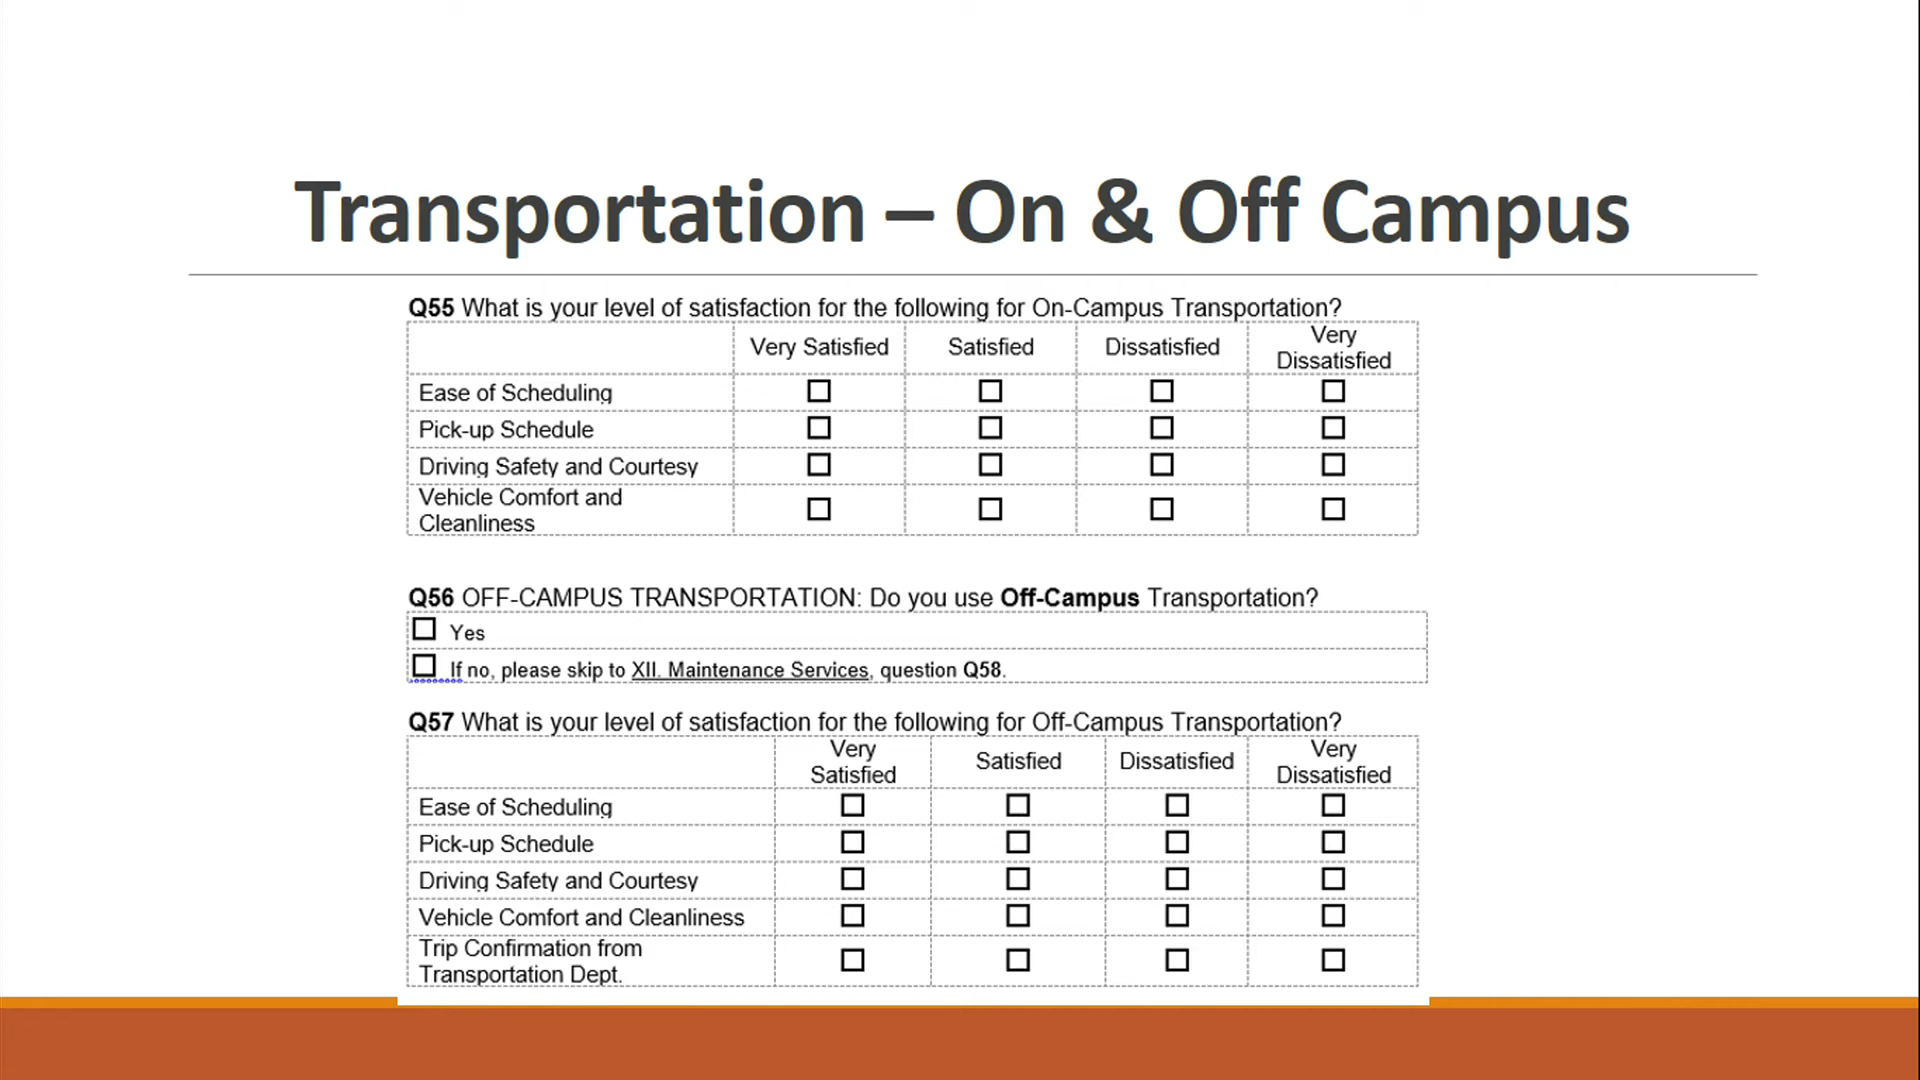 Transportation – On & Off Campus
Q55 What is your level of satisfaction for the following for On-Campus Transportation?
Very Satisfied Satisfied Dissatisfied Very Dissatisfied
Ease of Scheduling
Pick-up Schedule
Driving Safety and Courtesy
Vehicle Comfort and
Cleanliness
Q56 OFF-CAMPUS TRANSPORTATION: Do you use Off-Campus Transportation?
Yes
If no, please skip to XII. Maintenance Services, question Q58.
Q57 What is your level of satisfaction for the following for Off-Campus Transportation?
Very Satisfied Satisfied Dissatisfied Very Dissatisfied
Ease of Scheduling
Pick-up Schedule
Driving Safety and Courtesy
Vehicle Comfort and Cleanliness
Trip Confirmation from
Transportation Dept.